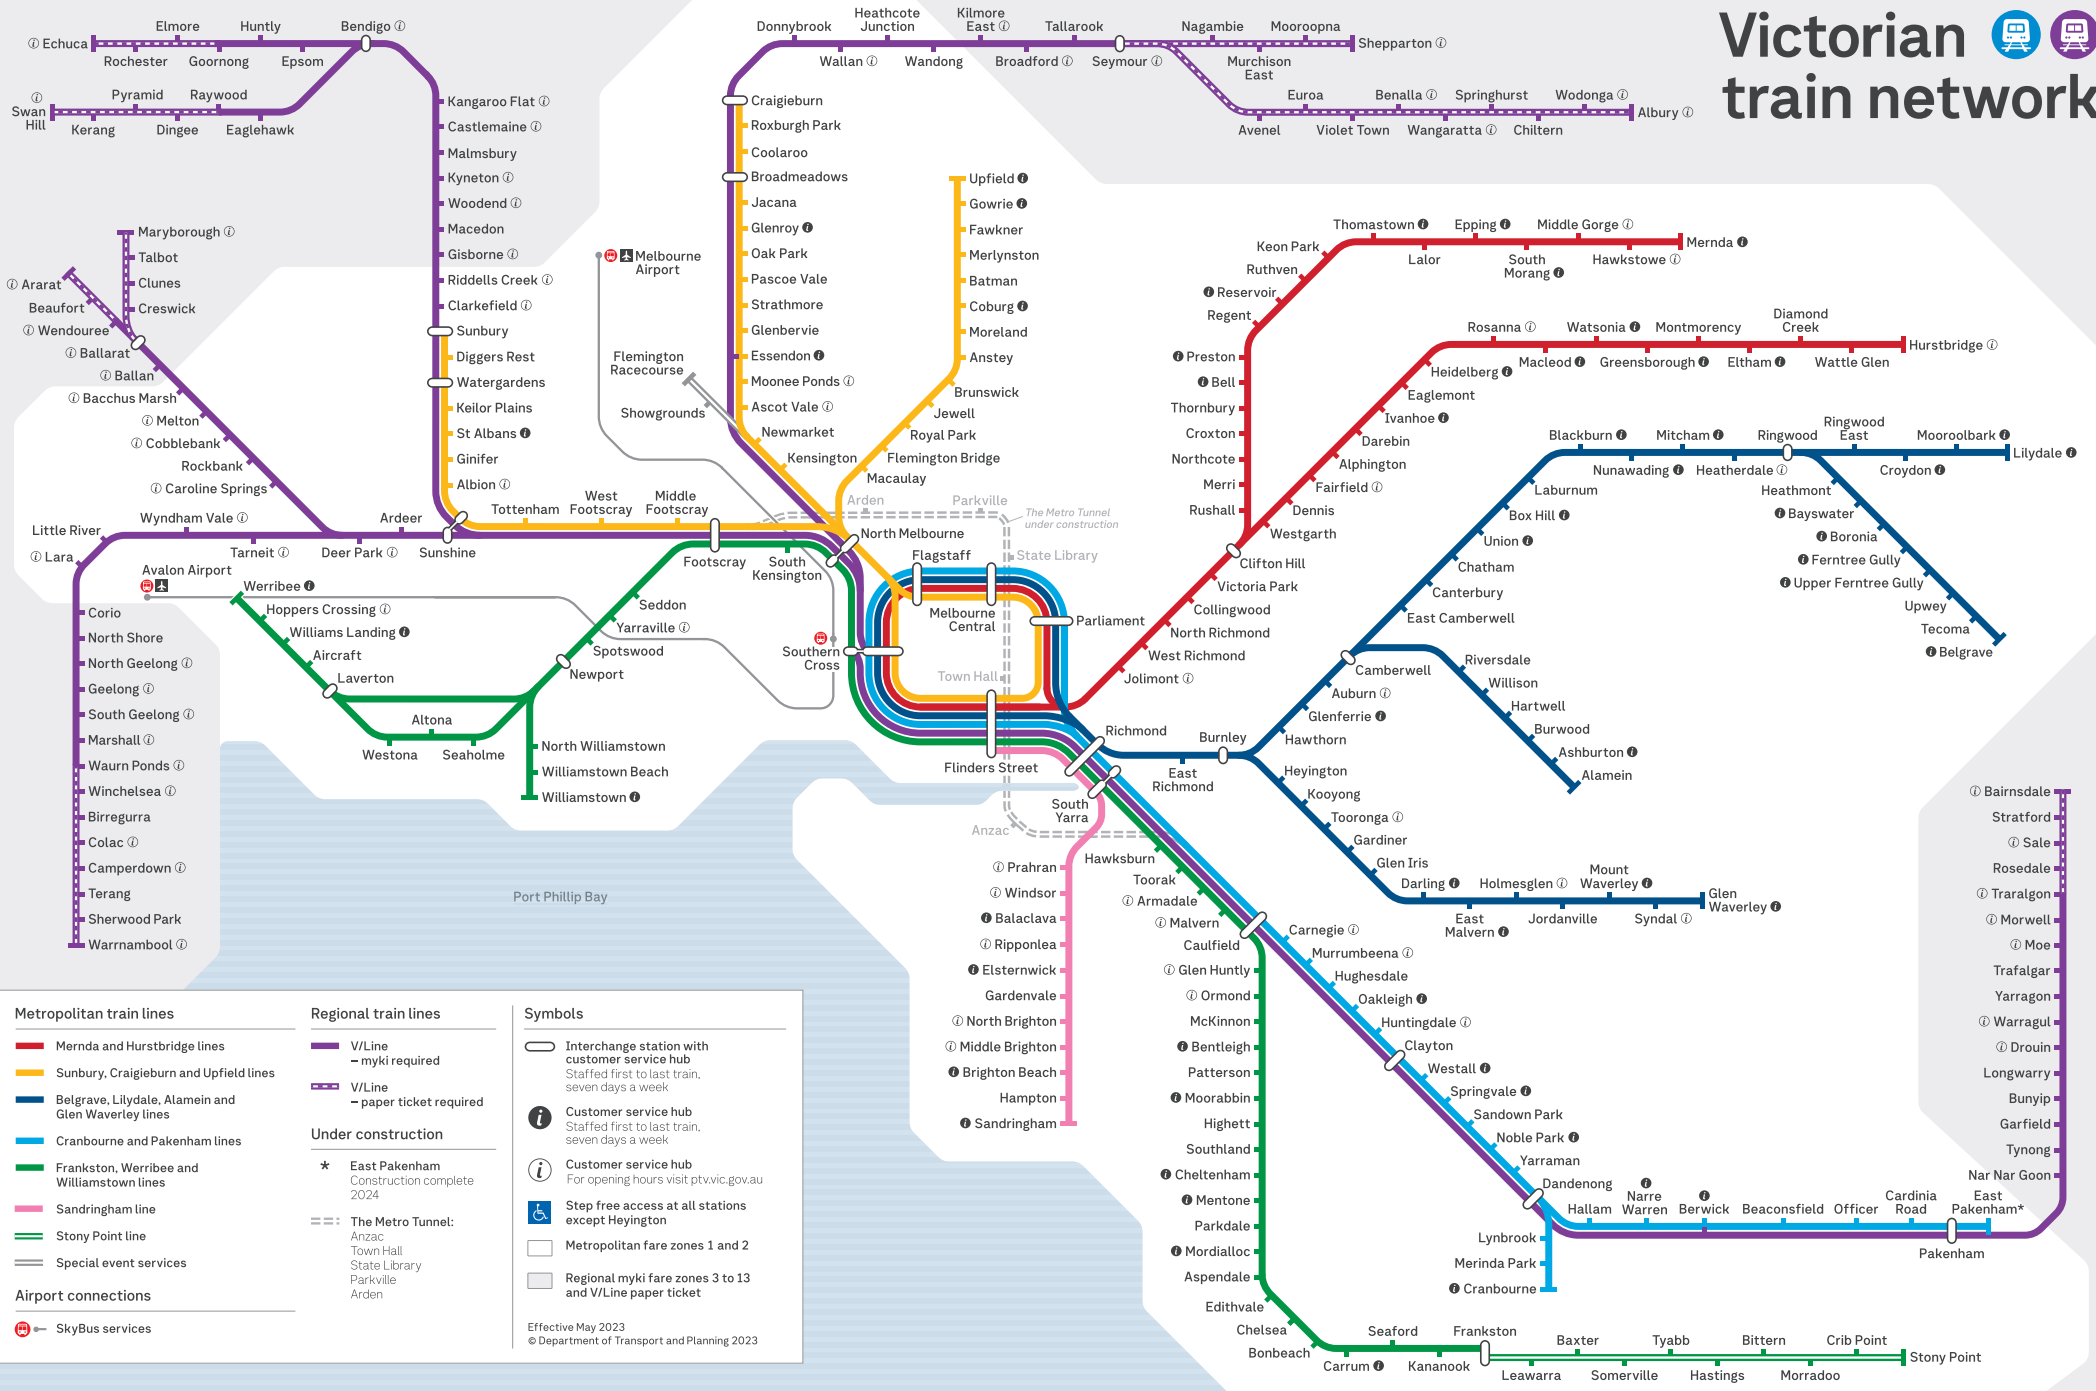 Victorian
train network
Echuca
Elmore
Huntly
Bendigo
Rochester
Goornong
Epsom
Swan
Hill
Pyramid
Raywood
Kerang
Dingee
Eaglehawk
Kangaroo Flat
Castlemaine
Malmsbury
Kyneton
Woodend
Macedon
Gisborne
Riddells Creek
Clarkefield
Sunbury
Diggers Rest
Watergardens
Keilor Plains
St Albans
Ginifer
Albion
Maryborough
Talbot
Clunes
Creswick
Ararat
Beaufort
Wendouree
Ballarat
Ballan
Bacchus Marsh
Melton
Cobblebank
Rockbank
Caroline Springs
Little River
Wyndham Vale
Ardeer
Lara
Tarneit
Deer Park
Sunshine
Tottenham
West
Footscray
Middle
Footscray
Footscray
South
Kensington
Avalon Airport
Werribee
Hoppers Crossing
Williams Landing
Aircraft
Laverton
Altona
Westona
Seaholme
Seddon
Yarraville
Spotswood
Newport
North Williamstown
Williamstown Beach
Williamstown
Corio
North Shore
North Geelong
Geelong
South Geelong
Marshall
Waurn Ponds
Winchelsea
Birregurra
Colac
Camperdown
Terang
Sherwood Park
Warrnambool
Port Phillip Bay
Donnybrook
Heathcote
Junction
Kilmore
East
Tallarook
Wallan
Wandong
Broadford
Seymour
Nagambie
Mooroopna
Shepparton
Murchison
East
Euroa
Benalla
Springhurst
Wodonga
Albury
Avenel
Violet Town
Wangaratta
Chiltern
Craigieburn
Roxburgh Park
Coolaroo
Broadmeadows
Jacana
Glenroy
Oak Park
Pascoe Vale
Strathmore
Glenbervie
Essendon
Moonee Ponds
Ascot Vale
Newmarket
Kensington
Melbourne
Airport
Flemington
Racecourse
Showgrounds
Upfield
Gowrie
Fawkner
Merlynston
Batman
Coburg
Moreland
Anstey
Brunswick
Jewell
Royal Park
Flemington Bridge
Macaulay
Arden
Parkville
The Metro Tunnel
under construction
State Library
Town Hall
Anzac
North Melbourne
Flagstaff
Melbourne
Central
Parliament
Southern
Cross
Flinders Street
Richmond
South
Yarra
Thomastown
Epping
Middle Gorge
Mernda
Keon Park
Lalor
South
Morang
Hawkstowe
Ruthven
Reservoir
Regent
Preston
Bell
Thornbury
Croxton
Northcote
Merri
Rushall
Rosanna
Watsonia
Montmorency
Diamond
Creek
Hurstbridge
Macleod
Greensborough
Eltham
Wattle Glen
Heidelberg
Eaglemont
Ivanhoe
Darebin
Alphington
Fairfield
Dennis
Westgarth
Clifton Hill
Victoria Park
Collingwood
North Richmond
West Richmond
Jolimont
Blackburn
Mitcham
Ringwood
Ringwood
East
Mooroolbark
Lilydale
Nunawading
Heatherdale
Croydon
Laburnum
Box Hill
Union
Chatham
Canterbury
East Camberwell
Camberwell
Auburn
Glenferrie
Hawthorn
Burnley
East
Richmond
Heathmont
Bayswater
Boronia
Ferntree Gully
Upper Ferntree Gully
Upwey
Tecoma
Belgrave
Riversdale
Willison
Hartwell
Burwood
Ashburton
Alamein
Heyington
Kooyong
Tooronga
Gardiner
Glen Iris
Darling
Holmesglen
Mount
Waverley
Glen
Waverley
East
Malvern
Jordanville
Syndal
Prahran
Windsor
Balaclava
Ripponlea
Elsternwick
Gardenvale
North Brighton
Middle Brighton
Brighton Beach
Hampton
Sandringham
Hawksburn
Toorak
Armadale
Malvern
Caulfield
Glen Huntly
Ormond
McKinnon
Bentleigh
Patterson
Moorabbin
Highett
Southland
Cheltenham
Mentone
Parkdale
Mordialloc
Aspendale
Edithvale
Chelsea
Bonbeach
Carrum
Seaford
Kananook
Frankston
Leawarra
Baxter
Somerville
Tyabb
Hastings
Bittern
Morradoo
Crib Point
Stony Point
Carnegie
Murrumbeena
Hughesdale
Oakleigh
Huntingdale
Clayton
Westall
Springvale
Sandown Park
Noble Park
Yarraman
Dandenong
Hallam
Narre
Warren
Berwick
Beaconsfield
Officer
Cardinia
Road
East
Pakenham*
Pakenham
Lynbrook
Merinda Park
Cranbourne
Bairnsdale
Stratford
Sale
Rosedale
Traralgon
Morwell
Moe
Trafalgar
Yarragon
Warragul
Drouin
Longwarry
Bunyip
Garfield
Tynong
Nar Nar Goon
Metropolitan train lines
Mernda and Hurstbridge lines
Sunbury, Craigieburn and Upfield lines
Belgrave, Lilydale, Alamein and
Glen Waverley lines
Cranbourne and Pakenham lines
Frankston, Werribee and
Williamstown lines
Sandringham line
Stony Point line
Special event services
Airport connections
SkyBus services
Regional train lines
V/Line
– myki required
V/Line
– paper ticket required
Under construction
* East Pakenham
Construction complete
2024
The Metro Tunnel:
Anzac
Town Hall
State Library
Parkville
Arden
Symbols
Interchange station with
customer service hub
Staffed first to last train,
seven days a week
Customer service hub
Staffed first to last train,
seven days a week
Customer service hub
For opening hours visit ptv.vic.gov.au
Step free access at all stations
except Heyington
Metropolitan fare zones 1 and 2
Regional myki fare zones 3 to 13
and V/Line paper ticket
Effective May 2023
© Department of Transport and Planning 2023